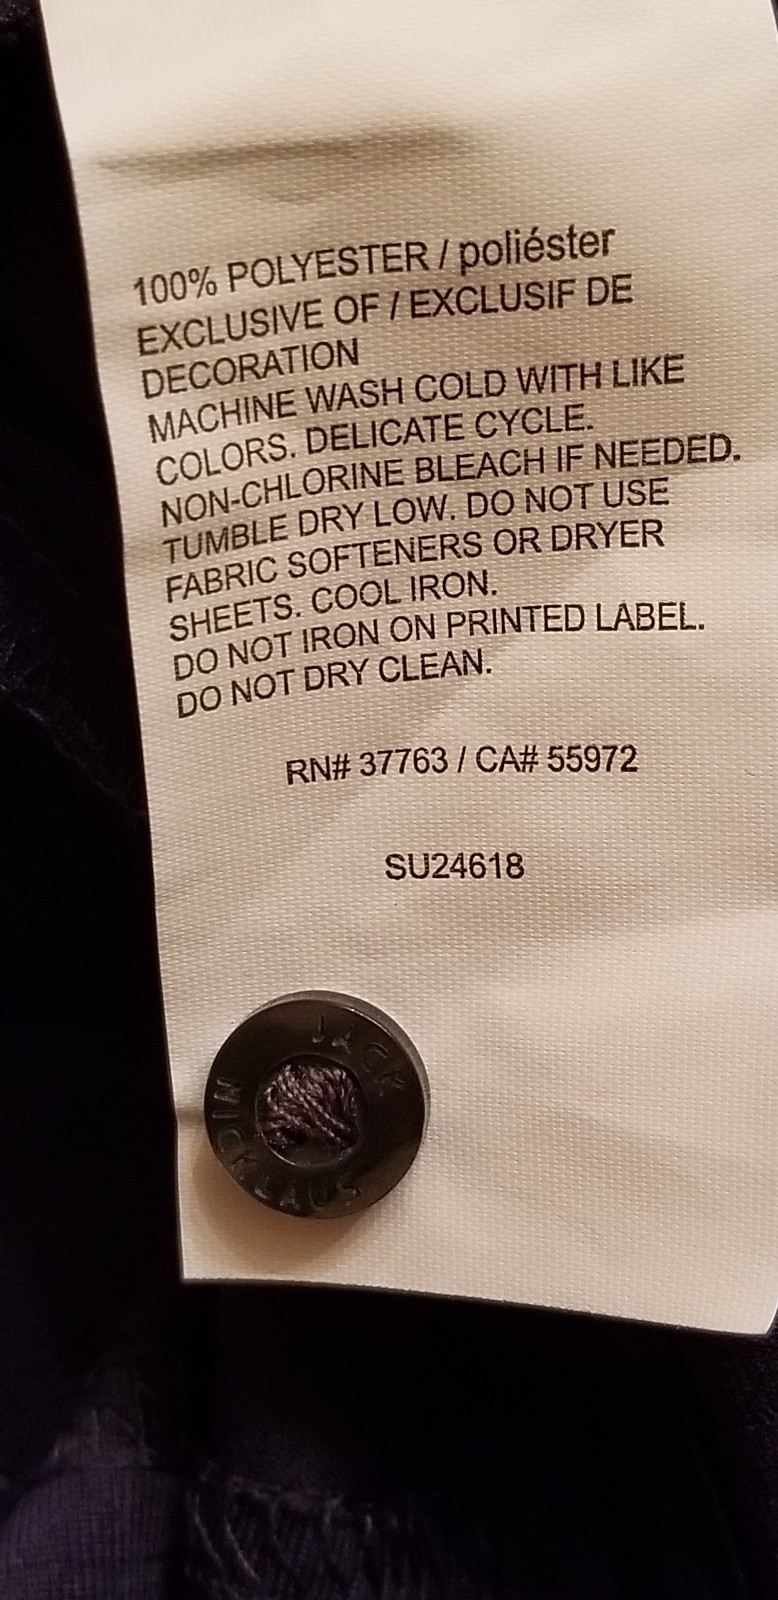 100% POLYESTER / poliéster
EXCLUSIVE OF / EXCLUSIF DE
DECORATION
MACHINE WASH COLD WITH LIKE
COLORS. DELICATE CYCLE.
NON-CHLORINE BLEACH IF NEEDED.
TUMBLE DRY LOW. DO NOT USE
FABRIC SOFTENERS OR DRYER
SHEETS. COOL IRON.
DO NOT IRON ON PRINTED LABEL.
DO NOT DRY CLEAN.
RN# 37763 / CA# 55972
SU24618
JACK
NICKLAUS